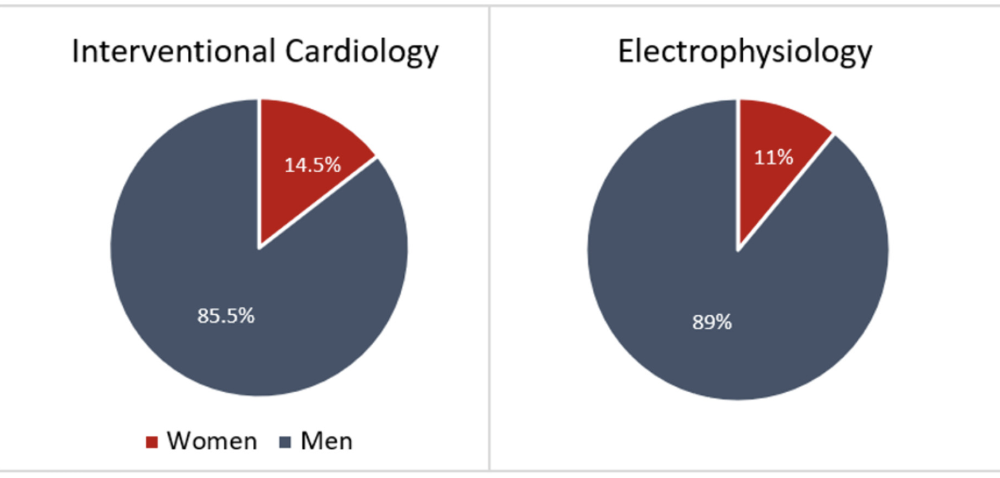 Interventional Cardiology
14.5%
85.5%
Women Men
Electrophysiology
11%
89%